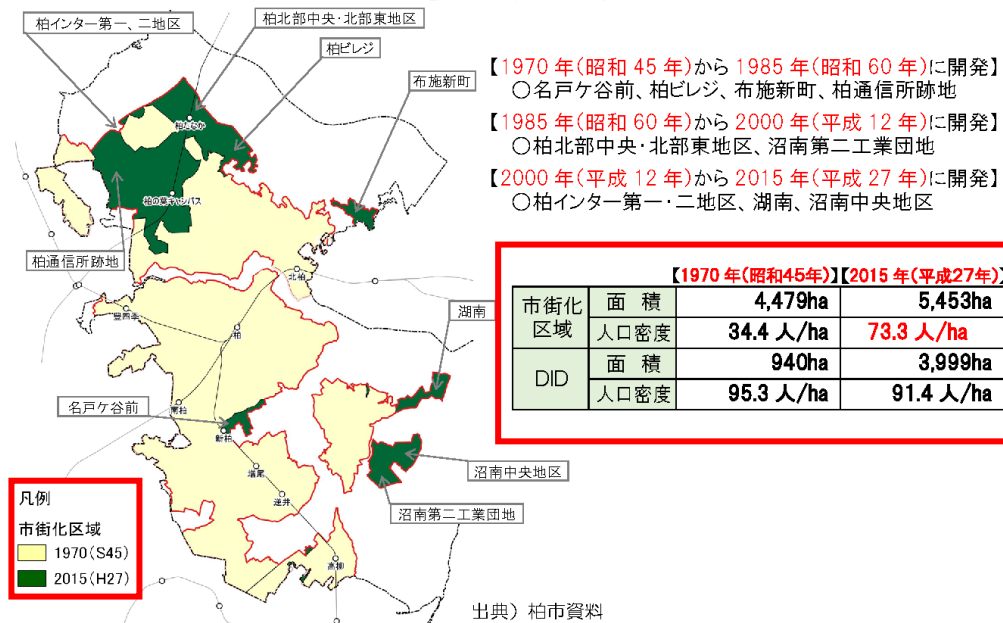 柏インター第一、二地区
柏北部中央・北部東地区
柏ビレジ
布施新町
柏たなか
柏の葉キャンパス
柏通信所跡地
北柏
豊四季
柏
湖南
名戸ケ谷前
南柏
新柏
増尾
逆井
沼南中央地区
沼南第二工業団地
高柳
凡例
市街化区域
1970(S45)
2015(H27)
【1970年(昭和45年)から1985年(昭和60年)に開発】
○名戸ケ谷前、柏ビレジ、布施新町、柏通信所跡地
【1985年(昭和60年)から2000年(平成12年)に開発】
○柏北部中央・北部東地区、沼南第二工業団地
【2000年(平成12年)から2015年(平成27年)に開発】
○柏インター第一・二地区、湖南、沼南中央地区
【1970年(昭和45年)】【2015年(平成27年)】
市街化区域 面積 4,479ha 5,453ha
人口密度 34.4人/ha 73.3人/ha
DID 面積 940ha 3,999ha
人口密度 95.3人/ha 91.4人/ha
出典）柏市資料